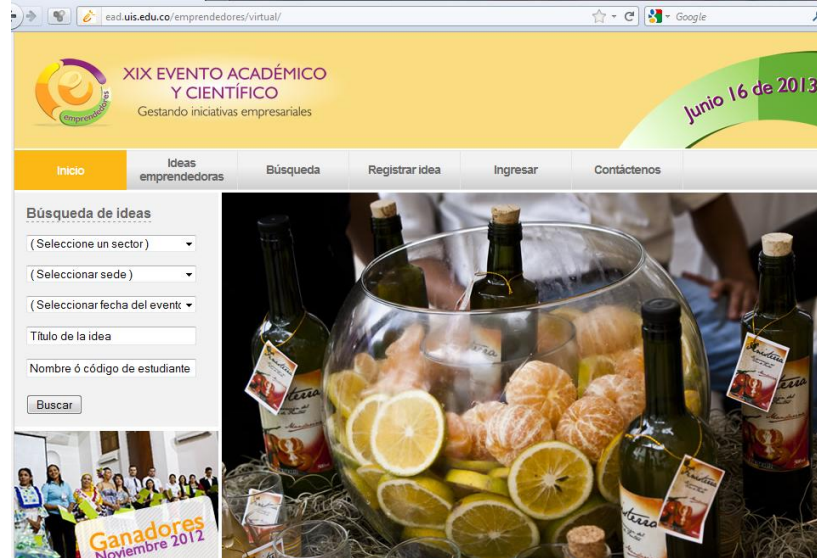 ead.uis.edu.co/emprendedores/virtual/
Google
emprendedores
XIX EVENTO ACADÉMICO
Y CIENTÍFICO
Gestando iniciativas empresariales
Junio 16 de 2013
Inicio
Ideas
emprendedoras
Búsqueda
Registrar idea
Ingresar
Contáctenos
Búsqueda de ideas
( Seleccione un sector )
( Seleccionar sede )
( Seleccionar fecha del evento
Título de la idea
Nombre ó código de estudiante
Buscar
Ganadores
Noviembre 2012